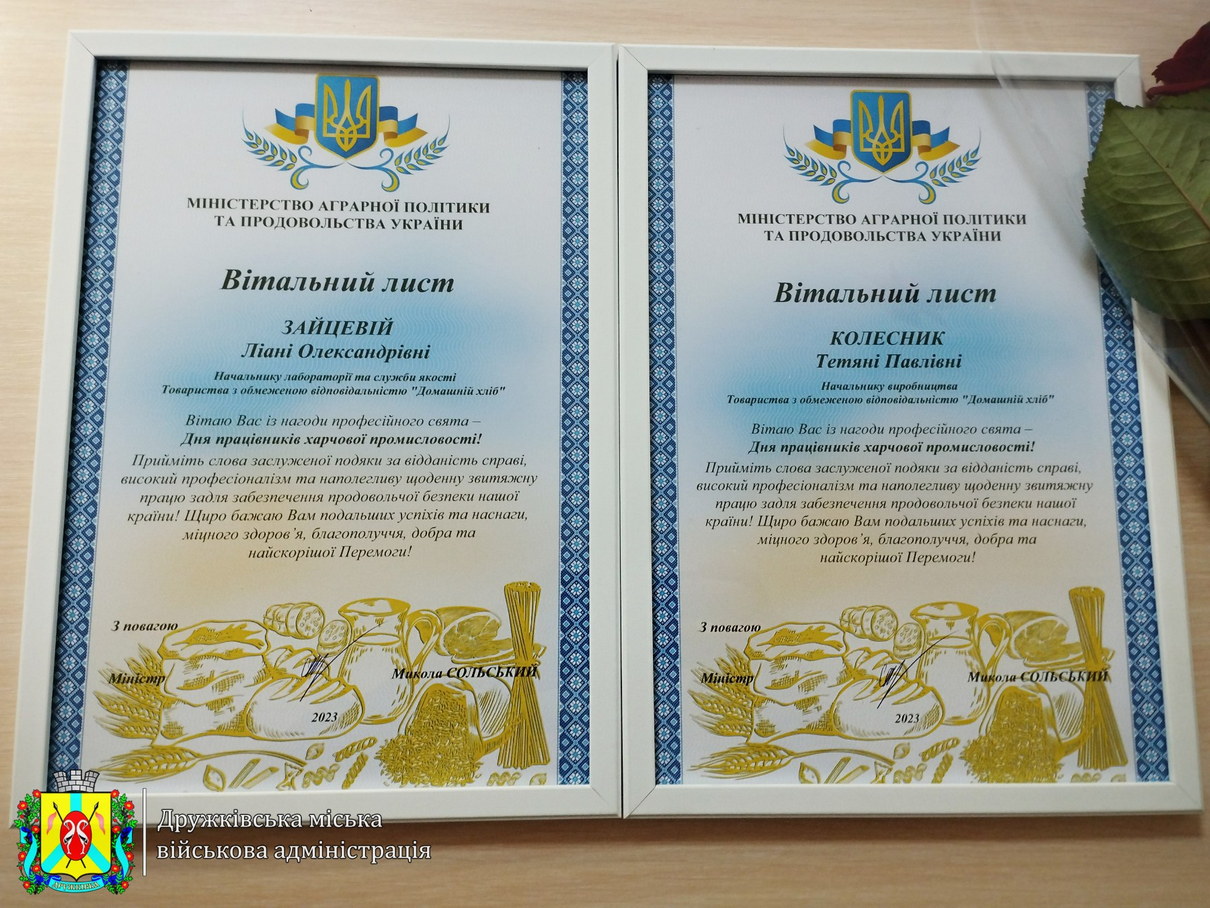 МІНІСТЕРСТВО АГРАРНОЇ ПОЛІТИКИ
ТА ПРОДОВОЛЬСТВА УКРАЇНИ
Вітальний лист
ЗАЙЦЕВІЙ
Ліані Олександрівні
Начальнику лабораторії та служби якості
Товариства з обмеженою відповідальністю "Домашній хліб"
Вітаю Вас із нагоди професійного свята –
Дня працівників харчової промисловості!
Прийміть слова заслуженої подяки за відданість справі,
високий професіоналізм та наполегливу щоденну звитяжну
працю задля забезпечення продовольчої безпеки нашої
країни! Щиро бажаю Вам подальших успіхів та наснаги,
міцного здоров’я, благополуччя, добра та
найскорішої Перемоги!
З повагою
Міністр
Микола СОЛЬСЬКИЙ
2023
МІНІСТЕРСТВО АГРАРНОЇ ПОЛІТИКИ
ТА ПРОДОВОЛЬСТВА УКРАЇНИ
Вітальний лист
КОЛЕСНИК
Тетяні Павлівні
Начальнику виробництва
Товариства з обмеженою відповідальністю "Домашній хліб"
Вітаю Вас із нагоди професійного свята –
Дня працівників харчової промисловості!
Прийміть слова заслуженої подяки за відданість справі,
високий професіоналізм та наполегливу щоденну звитяжну
працю задля забезпечення продовольчої безпеки нашої
країни! Щиро бажаю Вам подальших успіхів та наснаги,
міцного здоров’я, благополуччя, добра та
найскорішої Перемоги!
З повагою
Міністр
Микола СОЛЬСЬКИЙ
2023
Дружківська міська
військова адміністрація
ДРУЖКІВКА